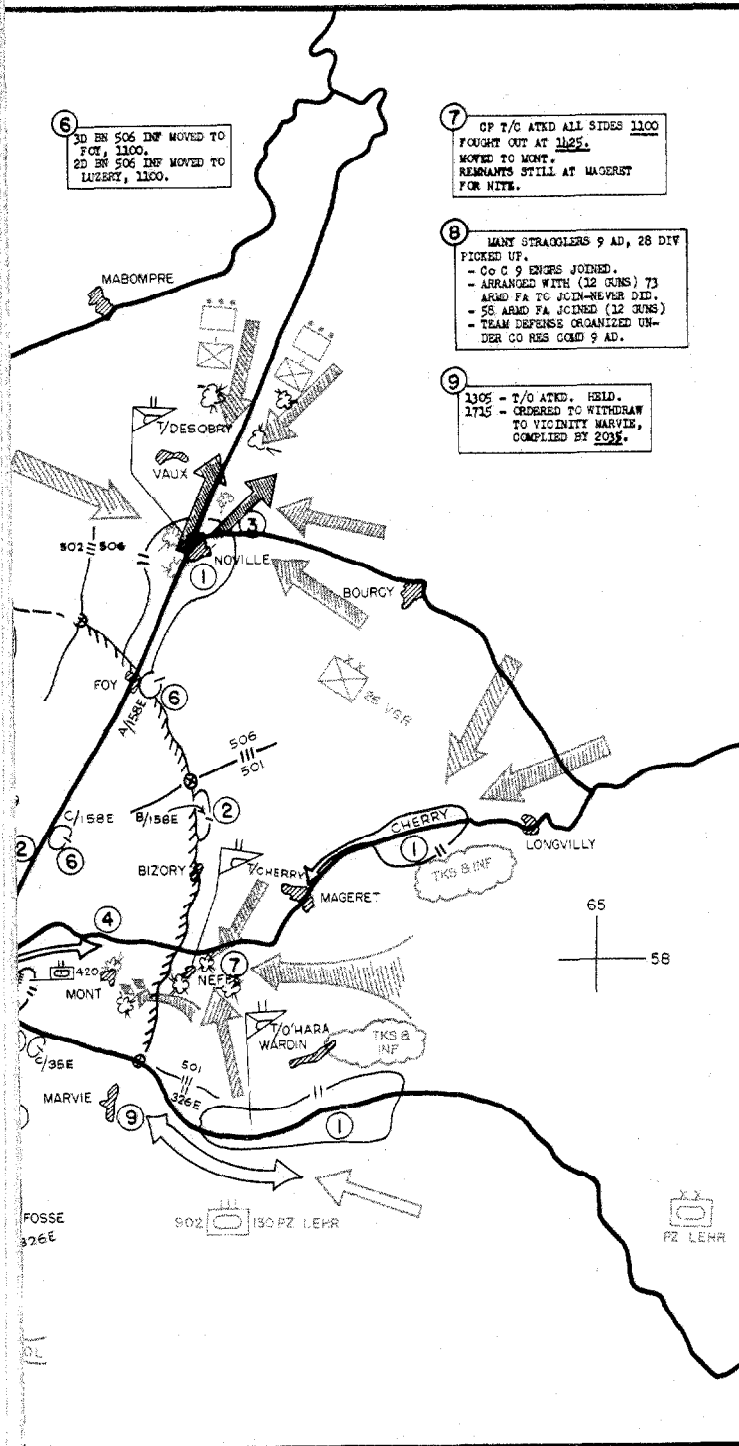 6
3D BN 506 INF MOVED TO
FOY, 1100.
2D BN 506 INF MOVED TO
LUZERY, 1100.
7
CP T/C ATKD ALL SIDES 1100
FOUGHT OUT AT 1425.
MOVED TO MONT.
REMNANTS STILL AT MAGERET
FOR NITE.
8
MANY STRAGGLERS 9 AD, 28 DIV
PICKED UP.
- Co C 9 ENGRS JOINED.
- ARRANGED WITH (12 GUNS) 73
ARMD FA TO JOIN-NEVER DID.
- 58 ARMD FA JOINED (12 GUNS)
- TEAM DEFENSE ORGANIZED UN-
DER CO RES COMD 9 AD.
9
1305 - T/O ATKD. HELD.
1715 - ORDERED TO WITHDRAW
TO VICINITY MARVIE,
COMPLIED BY 2035.
MABOMPRE
T/DESOBRY
VAUX
3
502 506
NOVILLE
1
BOURCY
FOY
6
A/158E
26 VGR
506
501
C/158E
B/158E
2
2
6
CHERRY
1
LONGVILLY
BIZORY
T/CHERRY
TKS & INF
MAGERET
65
58
4
420
MONT
7
NEFFE
T/O'HARA
WARDIN
TKS &
INF
C/35E
501
326E
MARVIE
9
1
FOSSE
326E
902
130 PZ LEHR
PZ LEHR